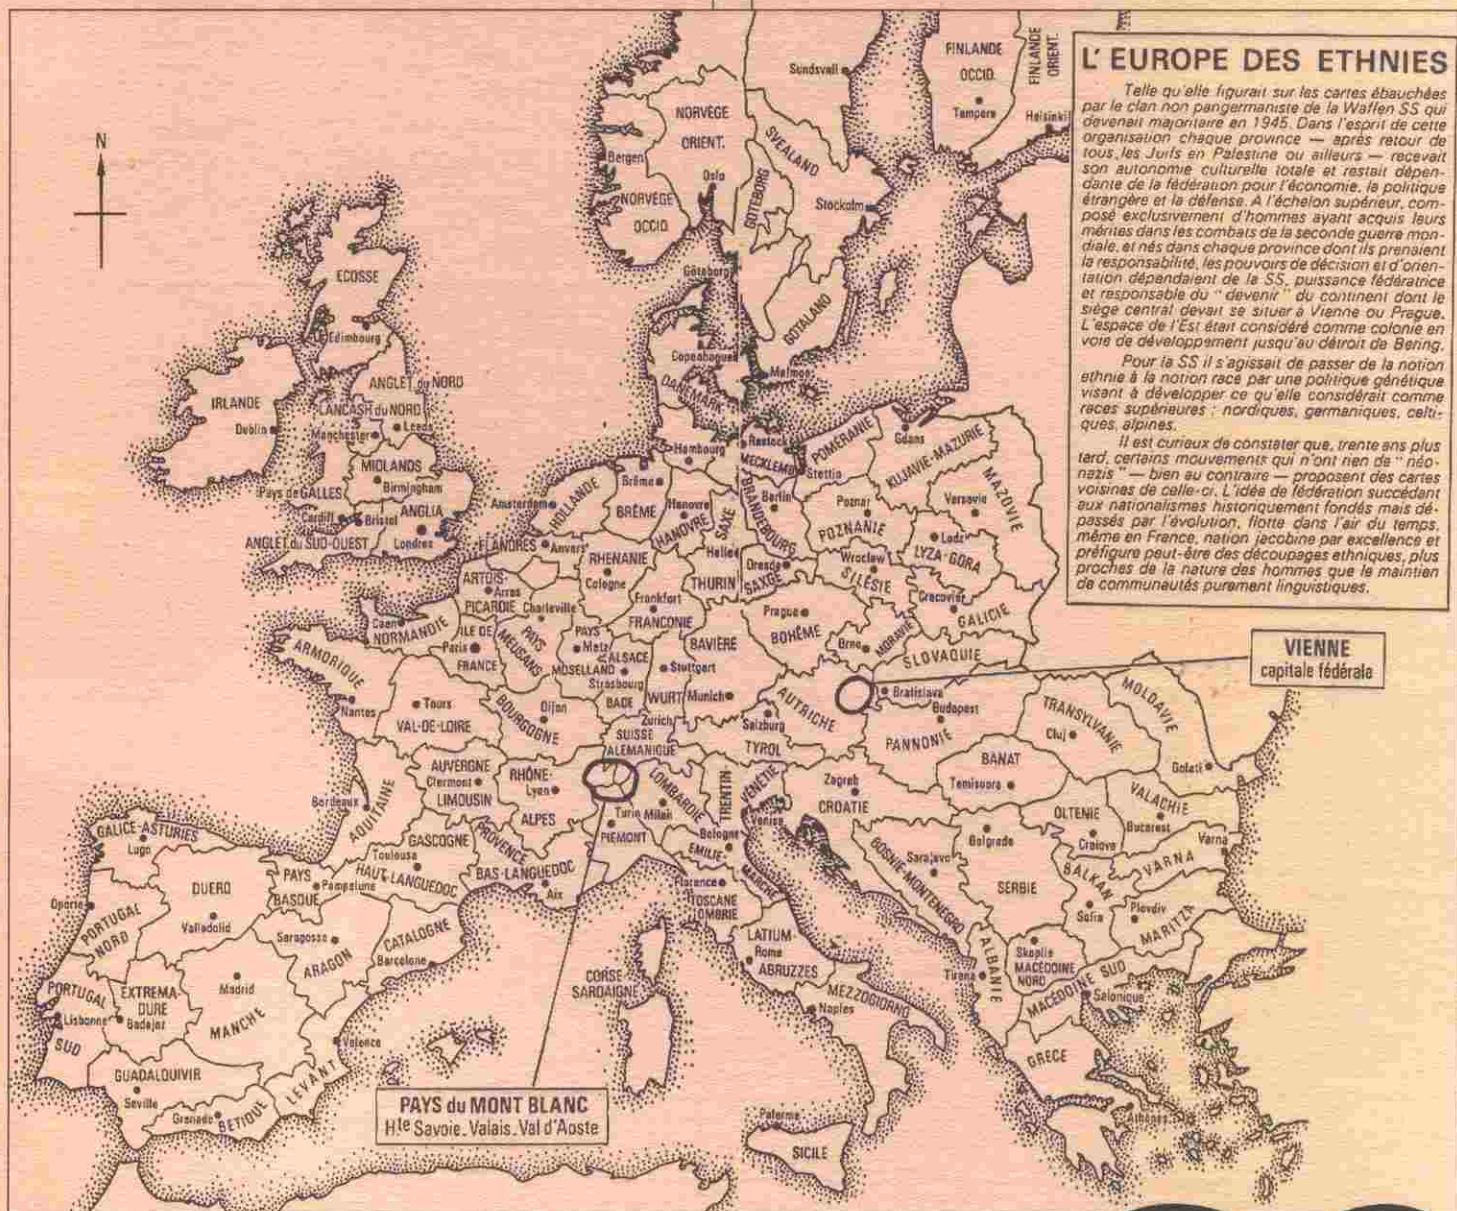 L'EUROPE DES ETHNIES
Telle qu'elle figurait sur les cartes ébauchées
par le clan non pangermaniste de la Waffen SS qui
devenait majoritaire en 1945. Dans l'esprit de cette
organisation chaque province — après retour de
tous, les Juifs en Palestine ou ailleurs — recevait
son autonomie culturelle totale et restait dépen-
dante de la fédération pour l'économie, la politique
étrangère et la défense. A l'échelon supérieur, com-
posé exclusivement d'hommes ayant acquis leurs
mérites dans les combats de la seconde guerre mon-
diale, et nés dans chaque province dont ils prenaient
la responsabilité, les pouvoirs de décision et d'orien-
tation dépendaient de la SS, puissance fédératrice
et responsable du "devenir" du continent dont le
siège central devait se situer à Vienne ou Prague.
L'espace de l'Est était considéré comme colonie en
voie de développement jusqu'au détroit de Bering.
Pour la SS il s'agissait de passer de la notion
ethnie à la notion race par une politique génétique
visant à développer ce qu'elle considérait comme
races supérieures : nordiques, germaniques, celti-
ques, alpines.
Il est curieux de constater que, trente ans plus
tard, certains mouvements qui n'ont rien de "néo-
nazis" — bien au contraire — proposent des cartes
voisines de celle-ci. L'idée de fédération succédant
aux nationalismes historiquement fondés mais dé-
passés par l'évolution, flotte dans l'air du temps,
même en France, nation jacobine par excellence et
préfigure peut-être des découpages ethniques, plus
proches de la nature des hommes que le maintien
de communautés purement linguistiques.
N
Sundsvall
FINLANDE
OCCID.
Tampere
FINLANDE
ORIENT.
Helsinki
NORVÈGE
ORIENT.
Bergen
Oslo
NORVÈGE
OCCID.
SVEALAND
GÖTEBORG
Stockolm
Göteborg
GOTALAND
Copenhague
Malmoe
DANEMARK
ECOSSE
Edimbourg
ANGLET du NORD
IRLANDE
Dublin
LANCASH du NORD
Manchester
Leeds
MIDLANDS
Birmingham
Pays de GALLES
Cardiff
Bristol
ANGLIA
Londres
ANGLET du SUD-OUEST
Hambourg
Rostock
MECKLEMB
Stettin
POMÉRANIE
Gdans
KUJAVIE-MAZURIE
MAZOVIE
Amsterdam
HOLLANDE
Brême
BRÊME
Hanovre
HANOVRE
SAXE
BRANDEBOURG
Berlin
Poznar
POZNANIE
Varsovie
Lodz
LYZA-GORA
FLANDRES
Anvers
RHENANIE
Cologne
Helles
THURIN
Dresde
SAXGE
Wroclaw
SILÉSIE
Cracovier
GALICIE
ARTOIS-
Arras
PICARDIE
Charleville
Frankfort
FRANCONIE
Prague
BOHÊME
Brno
MORAVIE
SLOVAQUIE
Caen
NORMANDIE
ILE DE
Paris
FRANCE
PAYS
MEUSANS
PAYS
Metz
MOSELLAND
ALSACE
Strasbourg
BADE
WURT
Stuttgart
BAVIÈRE
Munich
ARMORIQUE
Nantes
Tours
VAL-DE-LOIRE
BOURGOGNE
Dijon
Zurich
SUISSE
ALEMANIQUE
Salzburg
AUTRICHE
TYROL
Bratislava
Budapest
PANNONIE
VIENNE
capitale fédérale
TRANSYLVANIE
Cluj
MOLDAVIE
Galati
BANAT
Temisuora
AUVERGNE
Clermont
LIMOUSIN
RHÔNE-
Lyon
ALPES
Bordeaux
AQUITAINE
LOMBARDIE
Turin
Milan
PIEMONT
TRENTIN
VÉNÉTIE
Venise
Zagreb
CROATIE
Bologne
EMILIE-
MARCHE
OLTENIE
Craiova
VALACHIE
Bucarest
Belgrade
SERBIE
Sarajevo
BOSNE-MONTENEGRO
Varna
VARNA
BALKAN
Sofia
Plovdiv
MARITZA
GALICE-ASTURIES
Lugo
GASCOGNE
Toulouse
HAUT-LANGUEDOC
PROVENCE
BAS-LANGUEDOC
Aix
Florence
TOSCANE
OMBRIE
PAYS
BASQUE
Pampelune
DUERO
Valladolid
Oporto
PORTUGAL
NORD
Saragosse
ARAGON
CATALOGNE
Barcelone
CORSE
SARDAIGNE
LATIUM-
Rome
ABRUZZES
MEZZOGIORNO
Naples
Tirana
ALBANIE
Skoplie
MACÉDOINE
NORD
MACÉDOINE SUD
Salonique
PORTUGAL
Lisbonne
SUD
EXTREMA-
DURE
Badajoz
Madrid
MANCHE
Valence
LEVANT
GUADALQUIVIR
Seville
Grenade
BETIQUE
GRECE
Athènes
PAYS du MONT BLANC
Hte Savoie. Valais. Val d'Aoste
Palerme
SICILE